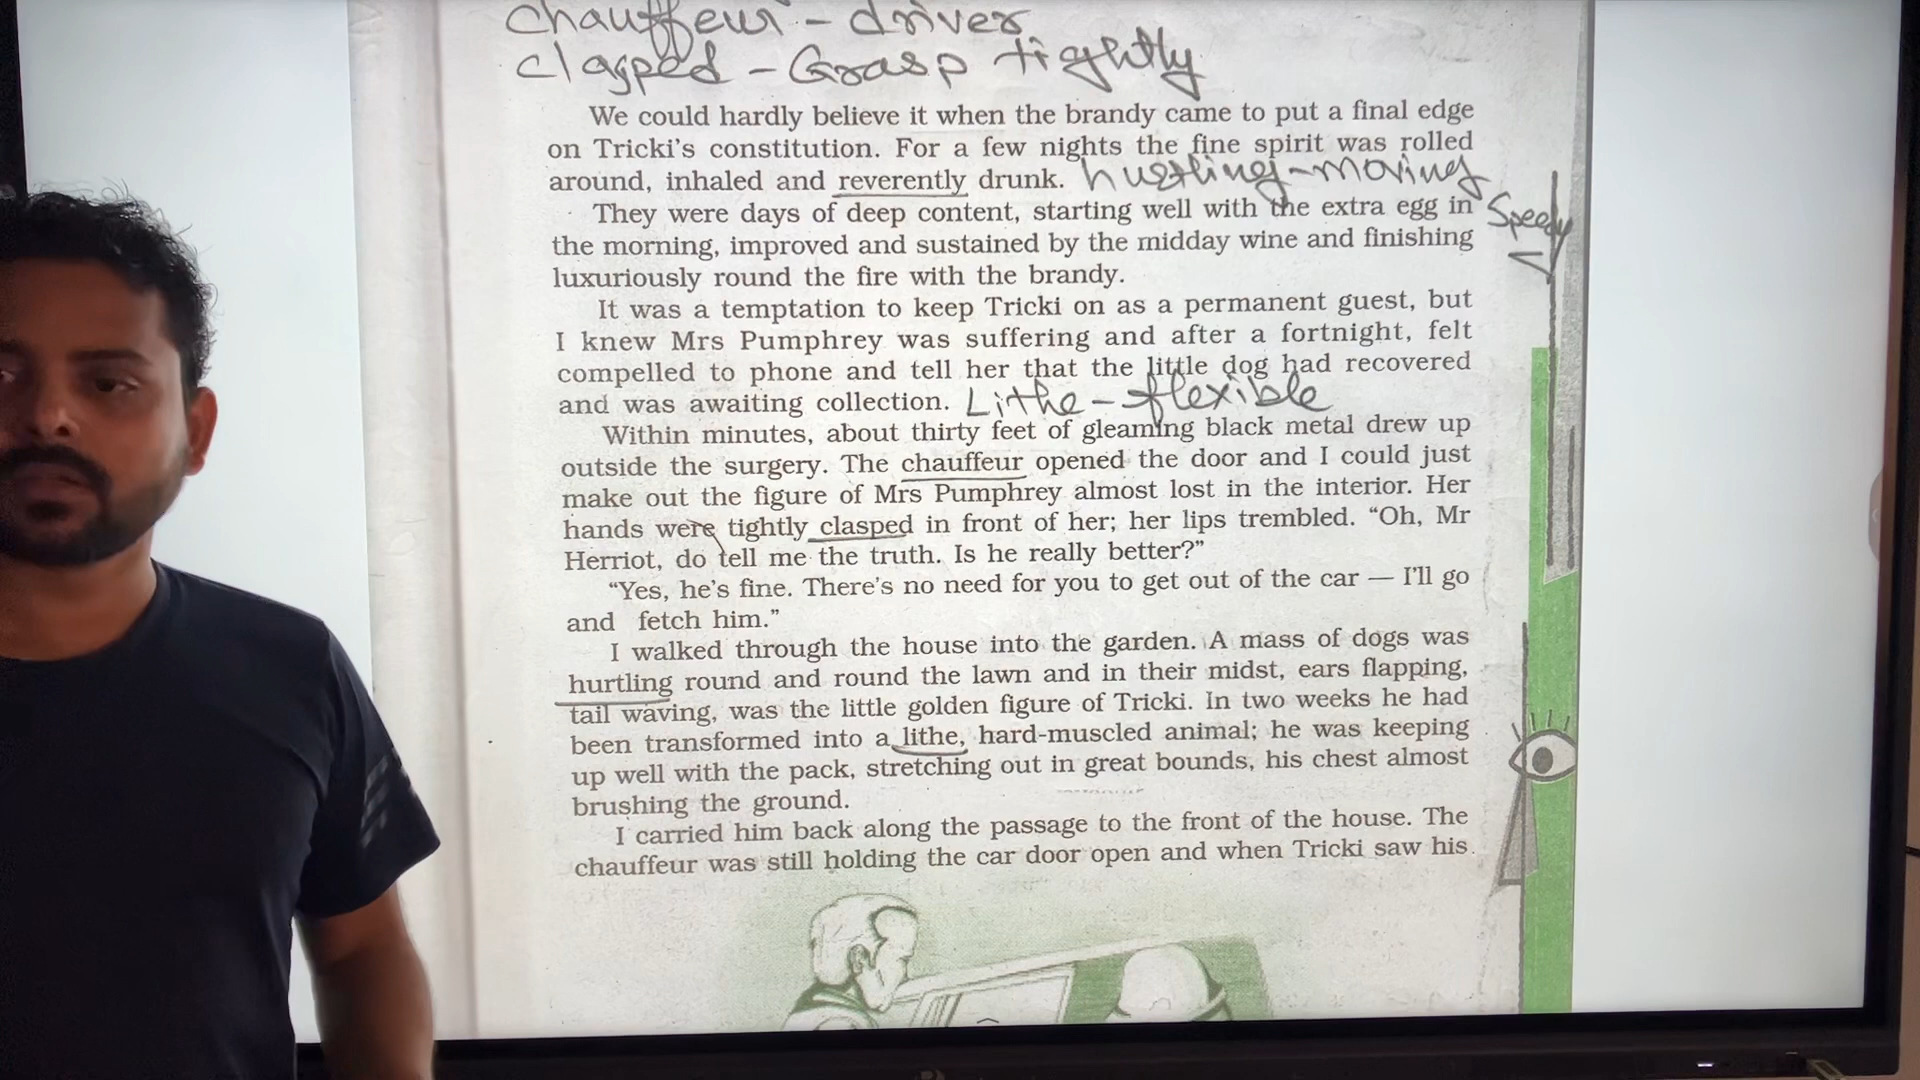 Chauffeur - driver
Clasped - Grasp tightly
We could hardly believe it when the brandy came to put a final edge
on Tricki's constitution. For a few nights the fine spirit was rolled
around, inhaled and reverently drunk. hurtling - moving
They were days of deep content, starting well with the extra egg in Speedy
the morning, improved and sustained by the midday wine and finishing
luxuriously round the fire with the brandy.
It was a temptation to keep Tricki on as a permanent guest, but
I knew Mrs Pumphrey was suffering and after a fortnight, felt
compelled to phone and tell her that the little dog had recovered
and was awaiting collection. Lithe - flexible
Within minutes, about thirty feet of gleaming black metal drew up
outside the surgery. The chauffeur opened the door and I could just
make out the figure of Mrs Pumphrey almost lost in the interior. Her
hands were tightly clasped in front of her; her lips trembled. “Oh, Mr
Herriot, do tell me the truth. Is he really better?”
“Yes, he's fine. There's no need for you to get out of the car — I'll go
and fetch him.”
I walked through the house into the garden. A mass of dogs was
hurtling round and round the lawn and in their midst, ears flapping,
tail waving, was the little golden figure of Tricki. In two weeks he had
been transformed into a lithe, hard-muscled animal; he was keeping
up well with the pack, stretching out in great bounds, his chest almost
brushing the ground.
I carried him back along the passage to the front of the house. The
chauffeur was still holding the car door open and when Tricki saw his